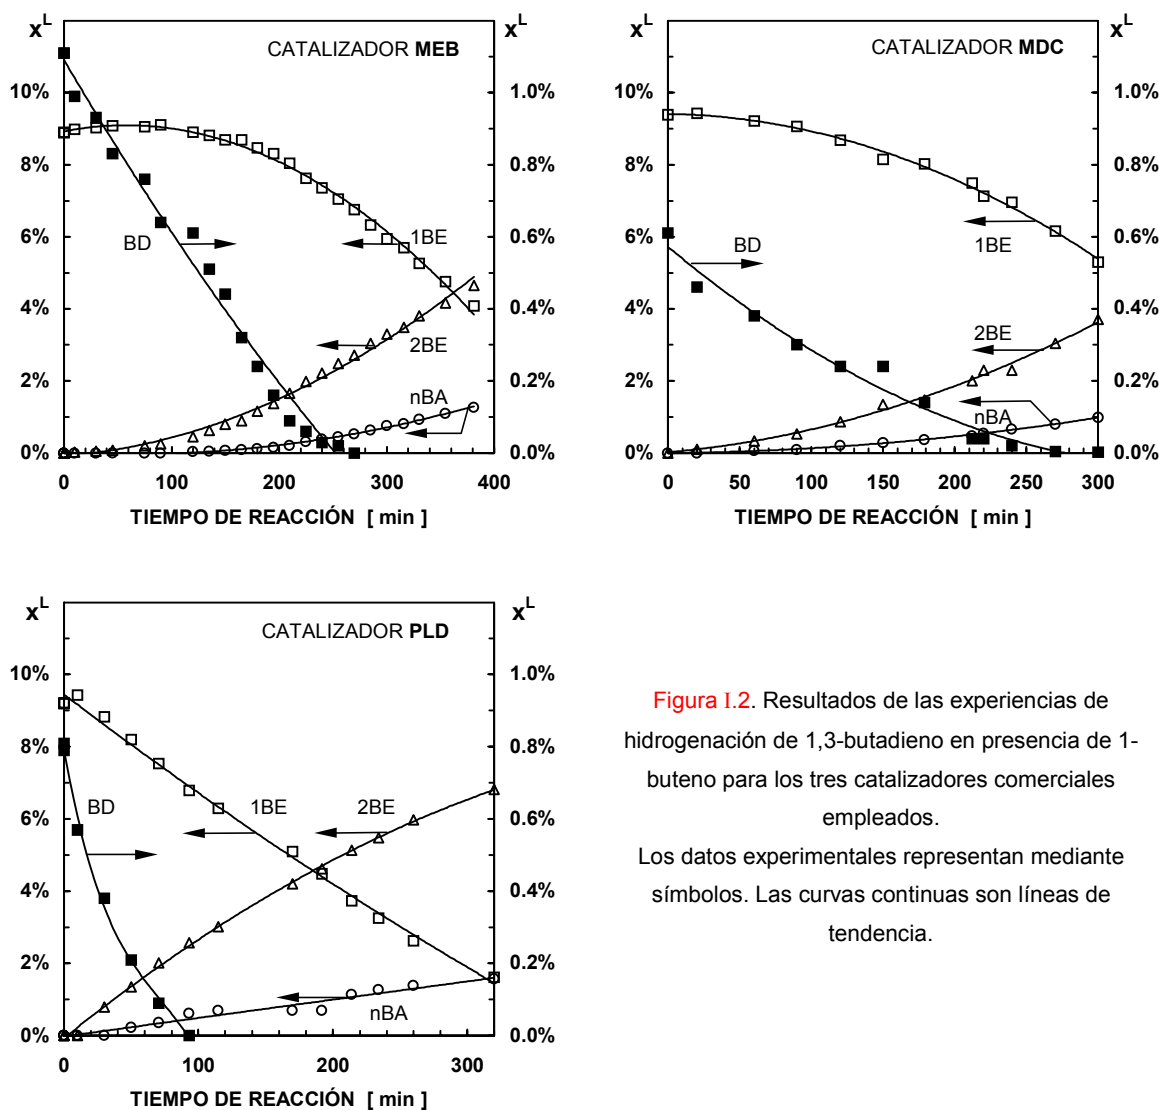 x^L x^L
CATALIZADOR MEB
10% 1.0%
8% 0.8%
BD 1BE
6% 0.6%
4% 0.4%
2BE
2% nBA 0.2%
0% 0.0%
0 100 200 300 400
TIEMPO DE REACCIÓN [ min ]
x^L x^L
CATALIZADOR MDC
10% 1.0%
8% 0.8%
BD 1BE
6% 0.6%
4% 0.4%
2BE
2% nBA 0.2%
0% 0.0%
0 50 100 150 200 250 300
TIEMPO DE REACCIÓN [ min ]
x^L x^L
CATALIZADOR PLD
10% 1.0%
8% 0.8%
BD 1BE 2BE
6% 0.6%
4% 0.4%
2% 0.2%
nBA
0% 0.0%
0 100 200 300
TIEMPO DE REACCIÓN [ min ]
Figura I.2. Resultados de las experiencias de
hidrogenación de 1,3-butadieno en presencia de 1-
buteno para los tres catalizadores comerciales
empleados.
Los datos experimentales representan mediante
símbolos. Las curvas continuas son líneas de
tendencia.